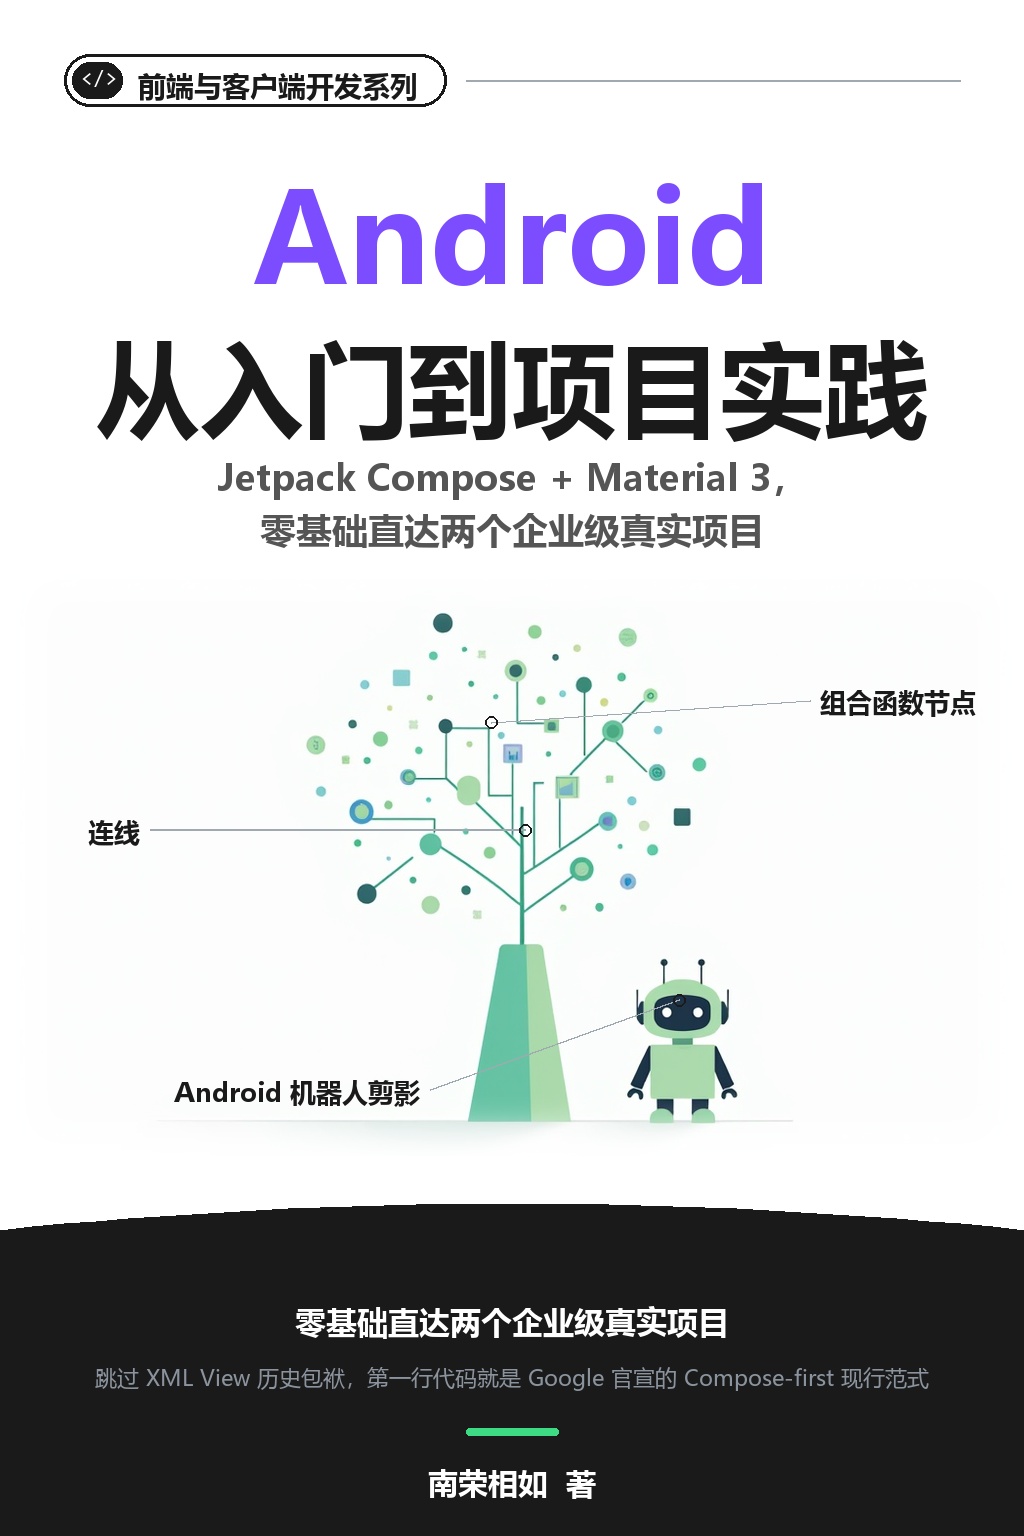 </> 前端与客户端开发系列
Android
从入门到项目实践
Jetpack Compose + Material 3，
零基础直达两个企业级真实项目
组合函数节点
连线
Android 机器人剪影
零基础直达两个企业级真实项目
跳过 XML View 历史包袱，第一行代码就是 Google 官宣的 Compose-first 现行范式
南荣相如 著